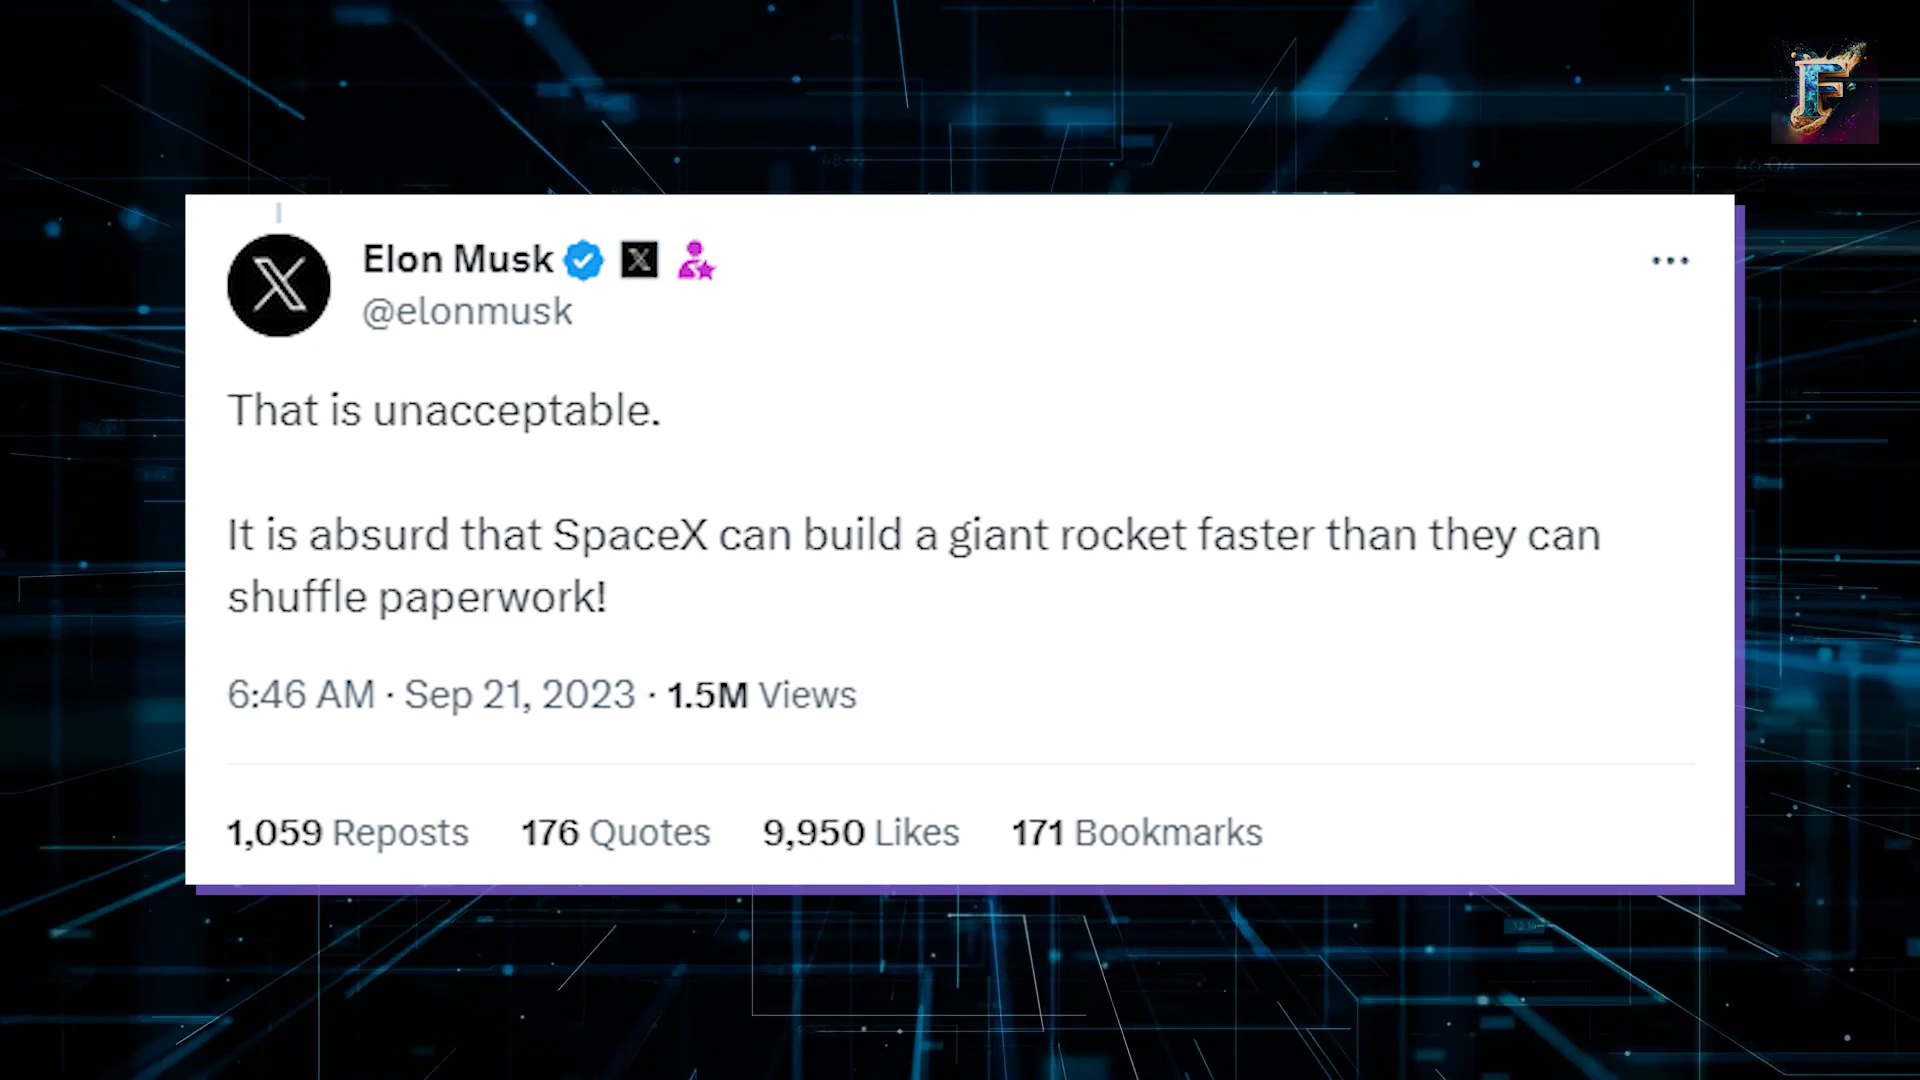 F
Elon Musk
@elonmusk
That is unacceptable.
It is absurd that SpaceX can build a giant rocket faster than they can
shuffle paperwork!
6:46 AM · Sep 21, 2023 · 1.5M Views
1,059 Reposts 176 Quotes 9,950 Likes 171 Bookmarks